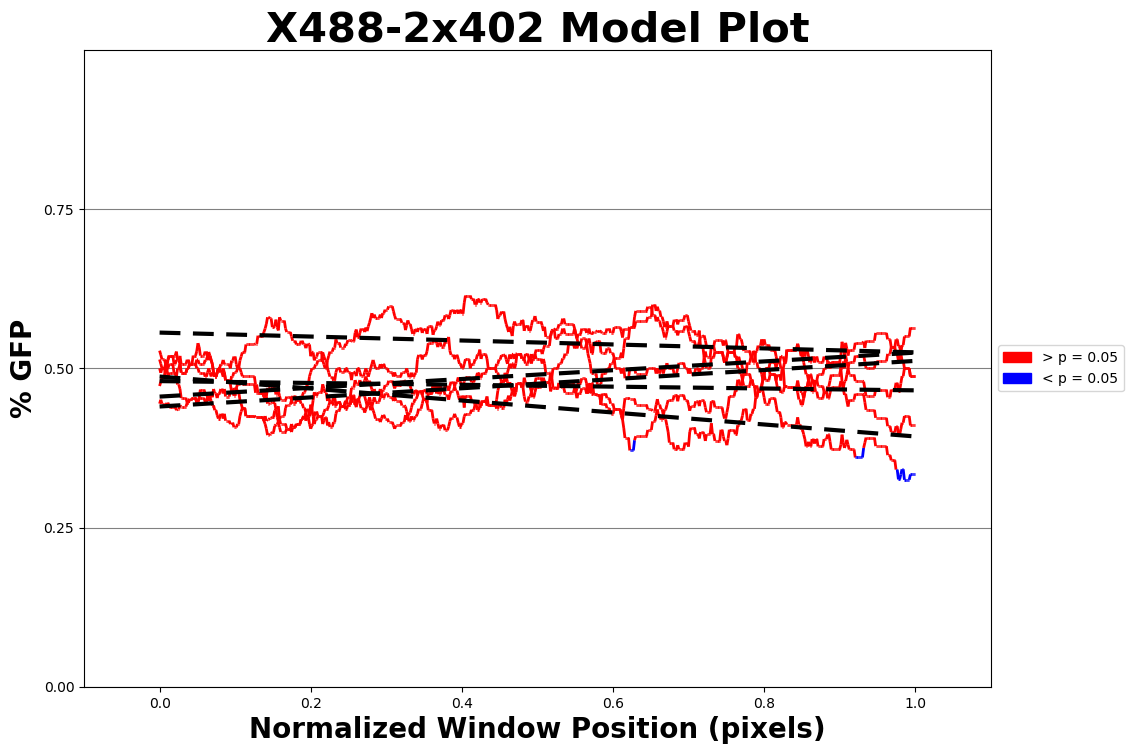 X488-2x402 Model Plot
% GFP
0.75
0.50
0.25
0.00
0.0 0.2 0.4 0.6 0.8 1.0
Normalized Window Position (pixels)
> p = 0.05
< p = 0.05